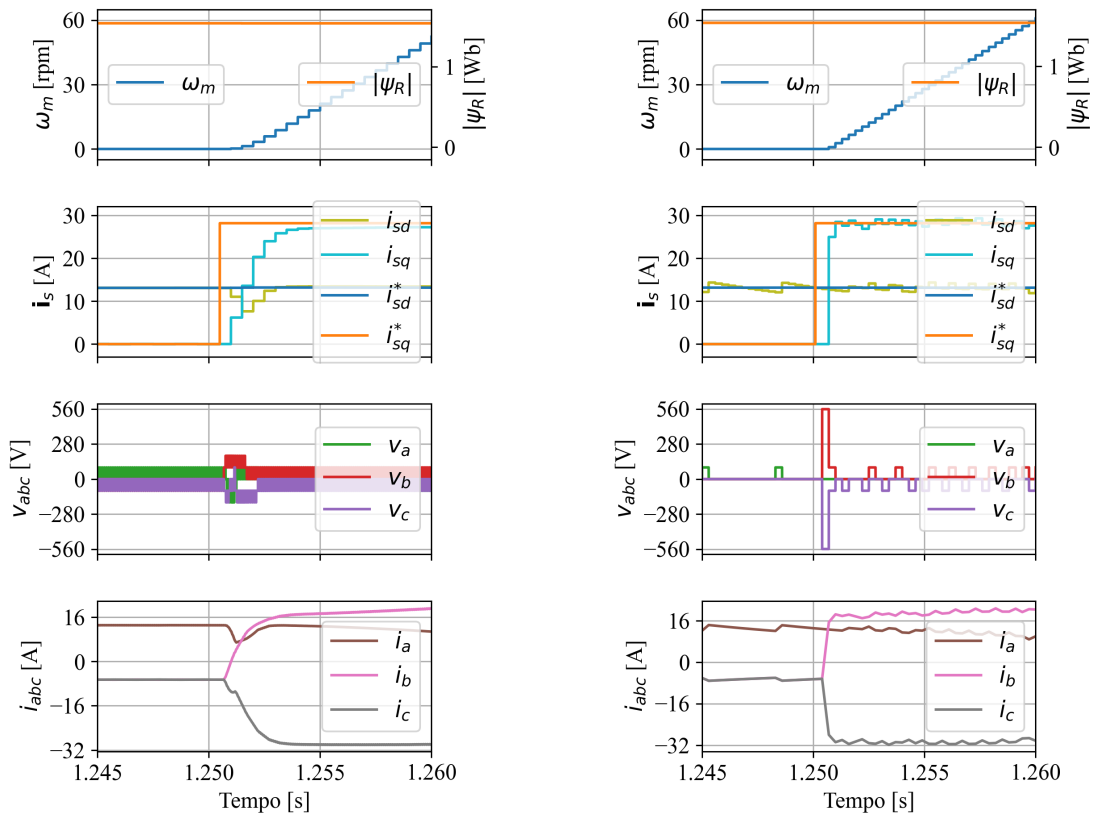 60
30
0
ω_m [rpm]
ω_m
|ψ_R|
1
0
|ψ_R| [Wb]
60
30
0
ω_m [rpm]
ω_m
|ψ_R|
1
0
|ψ_R| [Wb]
30
20
10
0
i_s [A]
i_sd
i_sq
i*_sd
i*_sq
30
20
10
0
i_s [A]
i_sd
i_sq
i*_sd
i*_sq
560
280
0
−280
−560
v_abc [V]
v_a
v_b
v_c
560
280
0
−280
−560
v_abc [V]
v_a
v_b
v_c
16
0
−16
−32
i_abc [A]
i_a
i_b
i_c
1.245 1.250 1.255 1.260
Tempo [s]
16
0
−16
−32
i_abc [A]
i_a
i_b
i_c
1.245 1.250 1.255 1.260
Tempo [s]